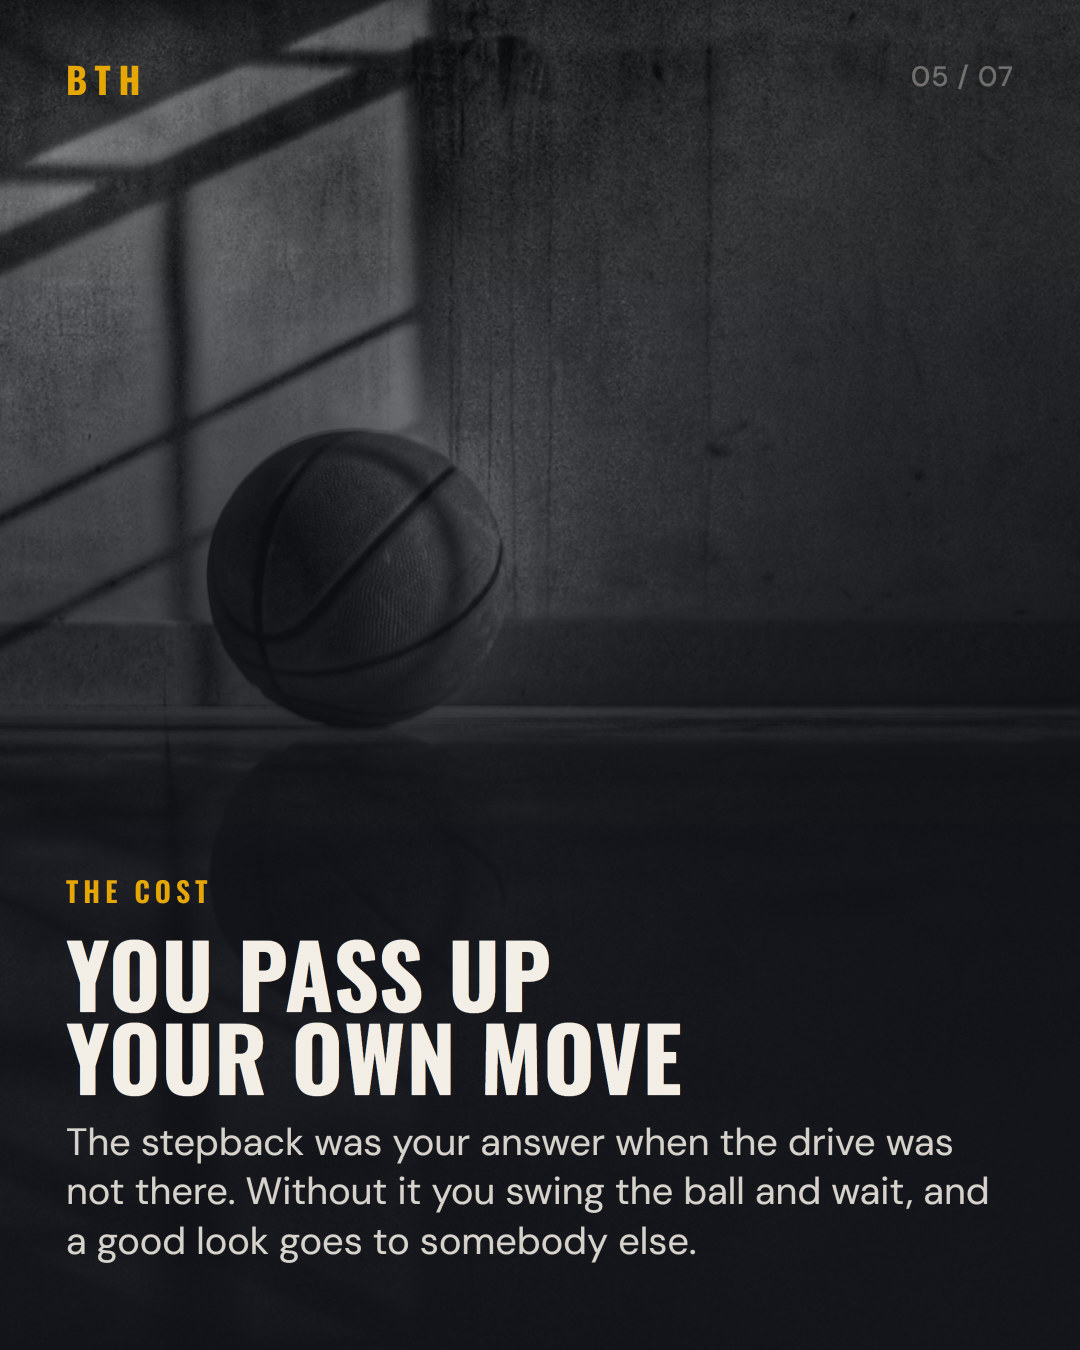 BTH
05 / 07
THE COST
YOU PASS UP
YOUR OWN MOVE
The stepback was your answer when the drive was
not there. Without it you swing the ball and wait, and
a good look goes to somebody else.